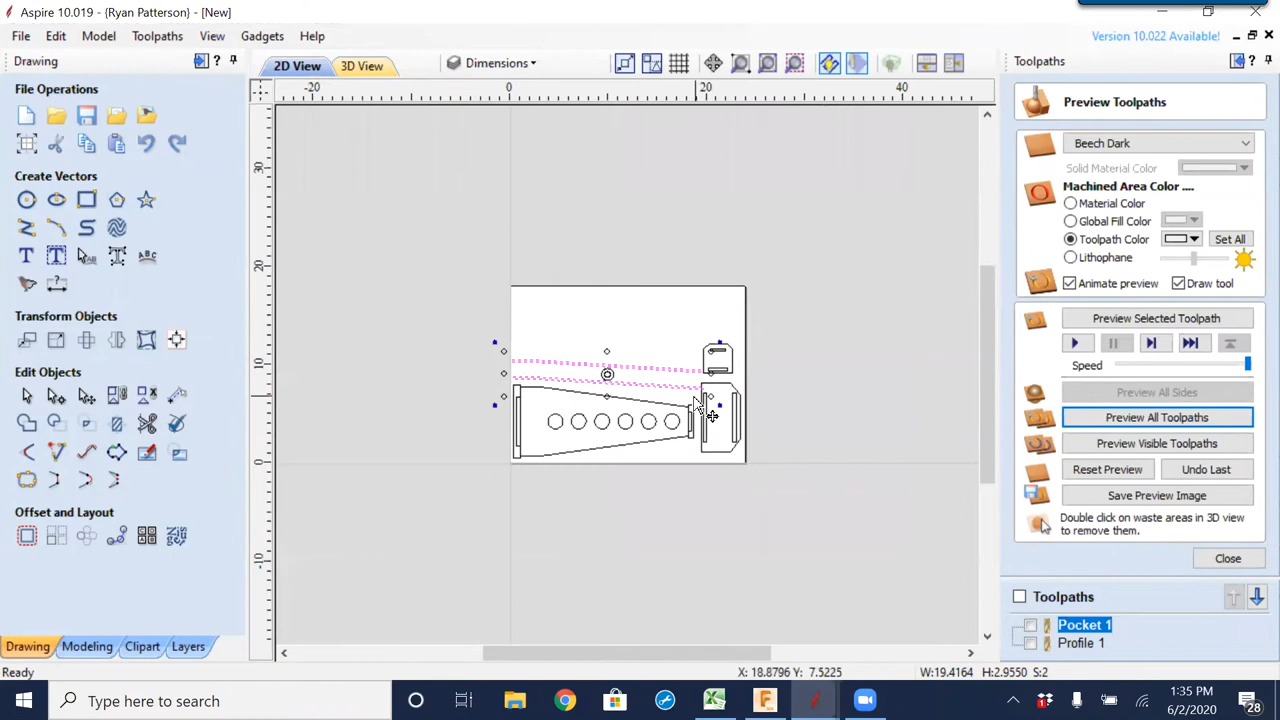 Aspire 10.019 - {Ryan Patterson} - [New]
File Edit Model Toolpaths View Gadgets Help
Version 10.022 Available!
Drawing
File Operations
Create Vectors
Transform Objects
Edit Objects
Offset and Layout
Drawing Modeling Clipart Layers
Ready
2D View 3D View Dimensions
-20 0 20 40
30
20
10
0
-10
X: 18.8796 Y: 7.5225 W:19.4164 H:2.9550 S:2
Toolpaths
Preview Toolpaths
Beech Dark
Solid Material Color
Machined Area Color ....
Material Color
Global Fill Color
Toolpath Color Set All
Lithophane
Animate preview Draw tool
Preview Selected Toolpath
Speed
Preview All Sides
Preview All Toolpaths
Preview Visible Toolpaths
Reset Preview Undo Last
Save Preview Image
Double click on waste areas in 3D view
to remove them.
Close
Toolpaths
Pocket 1
Profile 1
Type here to search
1:35 PM
6/2/2020
28